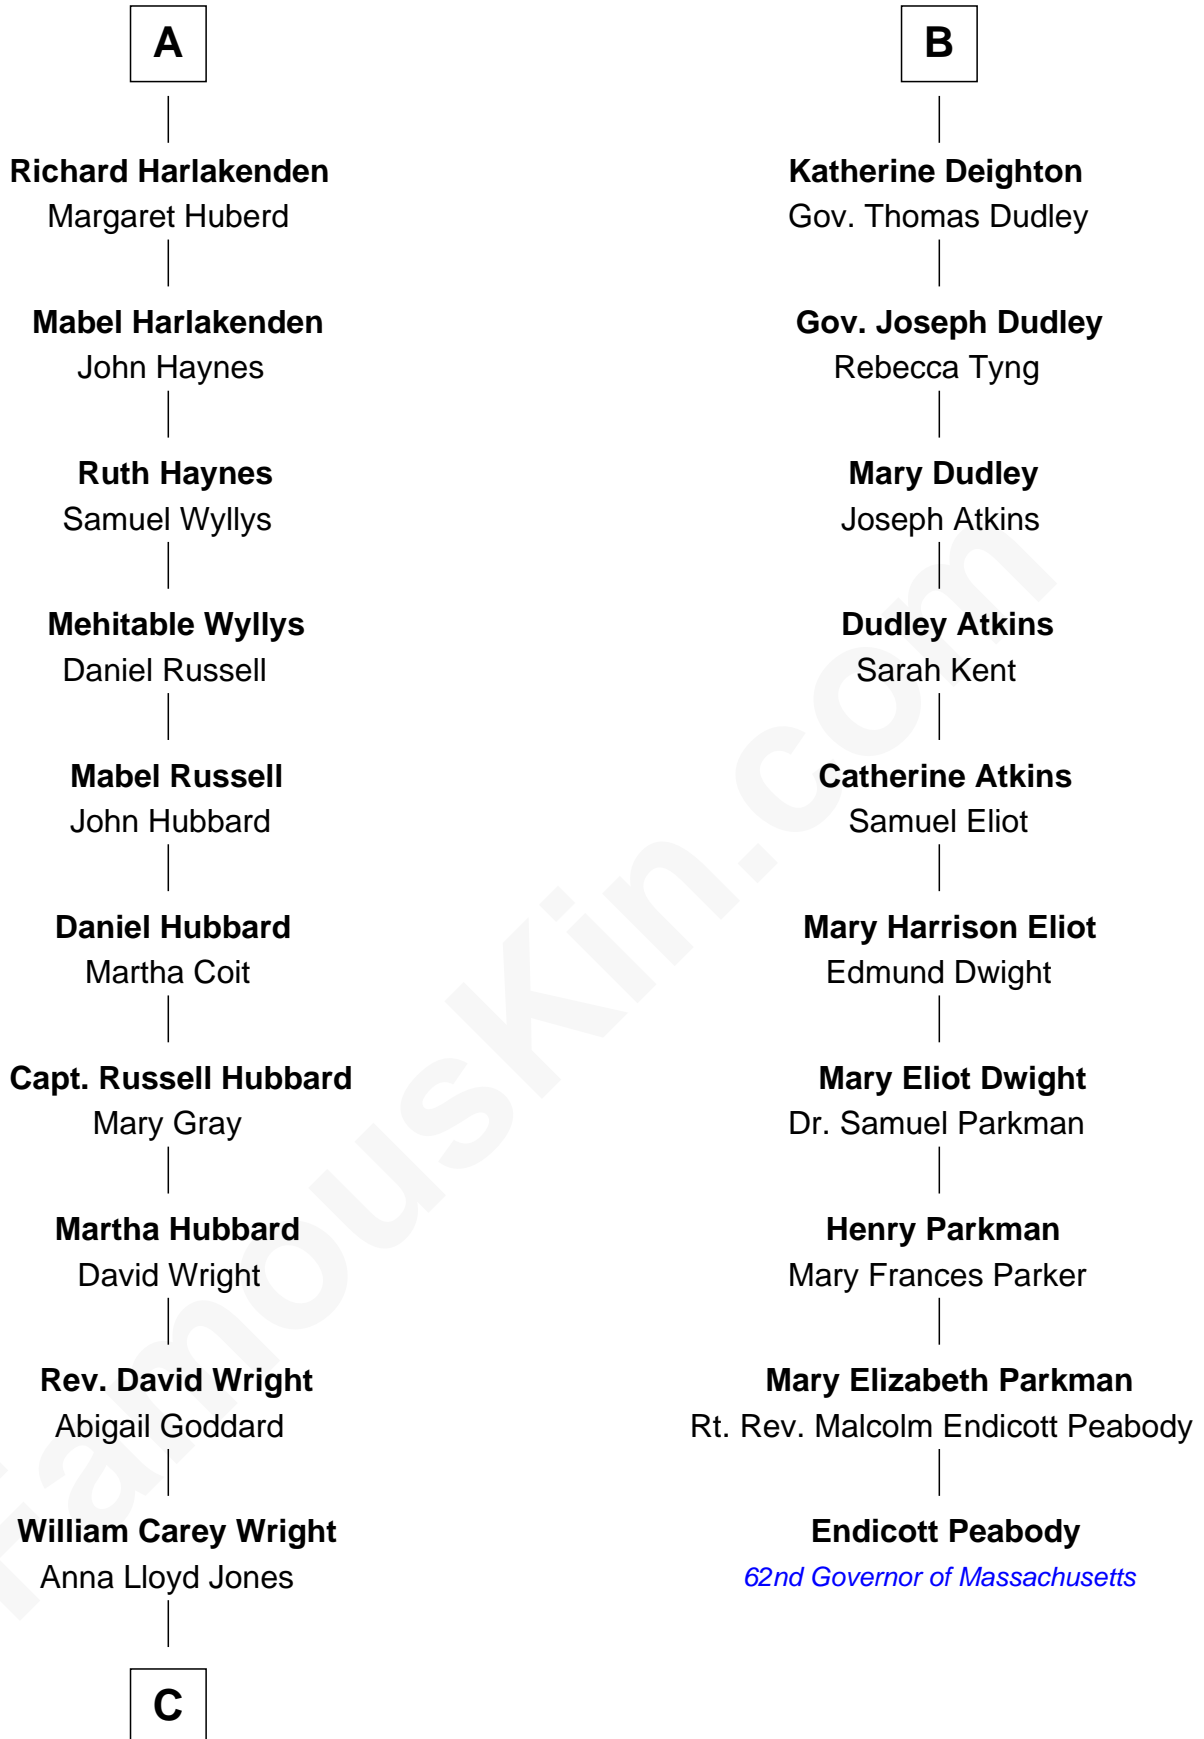 A
Richard Harlakenden
Margaret Huberd
Mabel Harlakenden
John Haynes
Ruth Haynes
Samuel Wyllys
Mehitable Wyllys
Daniel Russell
Mabel Russell
John Hubbard
Daniel Hubbard
Martha Coit
Capt. Russell Hubbard
Mary Gray
Martha Hubbard
David Wright
Rev. David Wright
Abigail Goddard
William Carey Wright
Anna Lloyd Jones
C
B
Katherine Deighton
Gov. Thomas Dudley
Gov. Joseph Dudley
Rebecca Tyng
Mary Dudley
Joseph Atkins
Dudley Atkins
Sarah Kent
Catherine Atkins
Samuel Eliot
Mary Harrison Eliot
Edmund Dwight
Mary Eliot Dwight
Dr. Samuel Parkman
Henry Parkman
Mary Frances Parker
Mary Elizabeth Parkman
Rt. Rev. Malcolm Endicott Peabody
Endicott Peabody
62nd Governor of Massachusetts
FamousKin.com